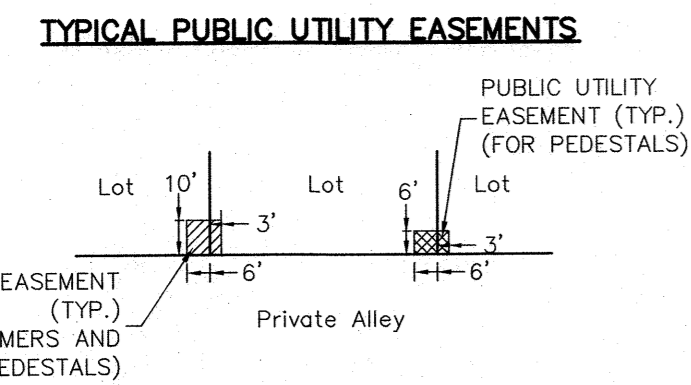 TYPICAL PUBLIC UTILITY EASEMENTS
PUBLIC UTILITY
EASEMENT (TYP.)
(FOR PEDESTALS)
Lot
10'
Lot
6'
Lot
3'
3'
6'
6'
EASEMENT
(TYP.)
MERS AND
EDESTALS)
Private Alley